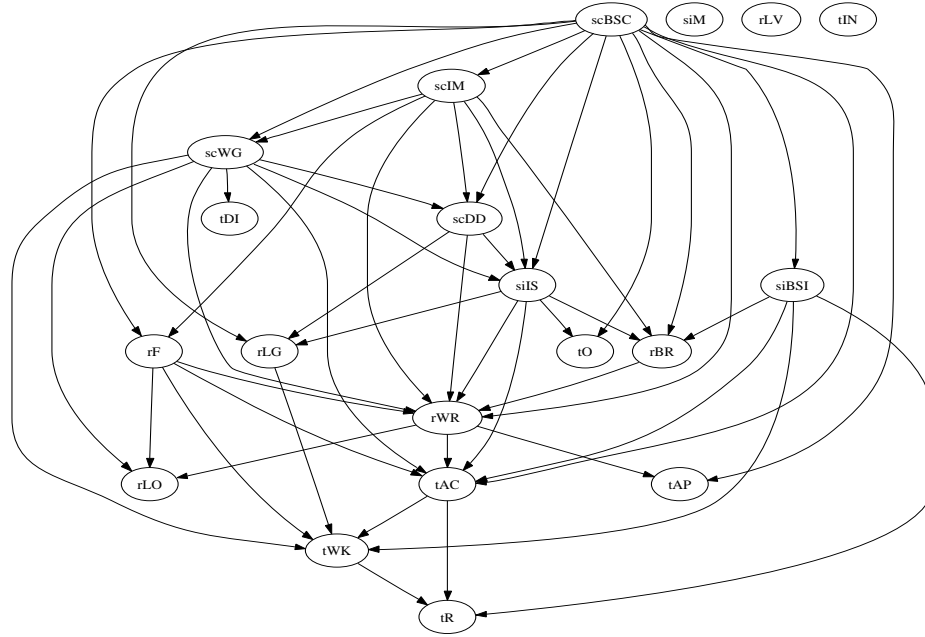 scBSC siM rLV tIN
scIM
scWG
tDI scDD
siIS siBSI
rF rLG tO rBR
rWR
rLO tAC tAP
tWK
tR